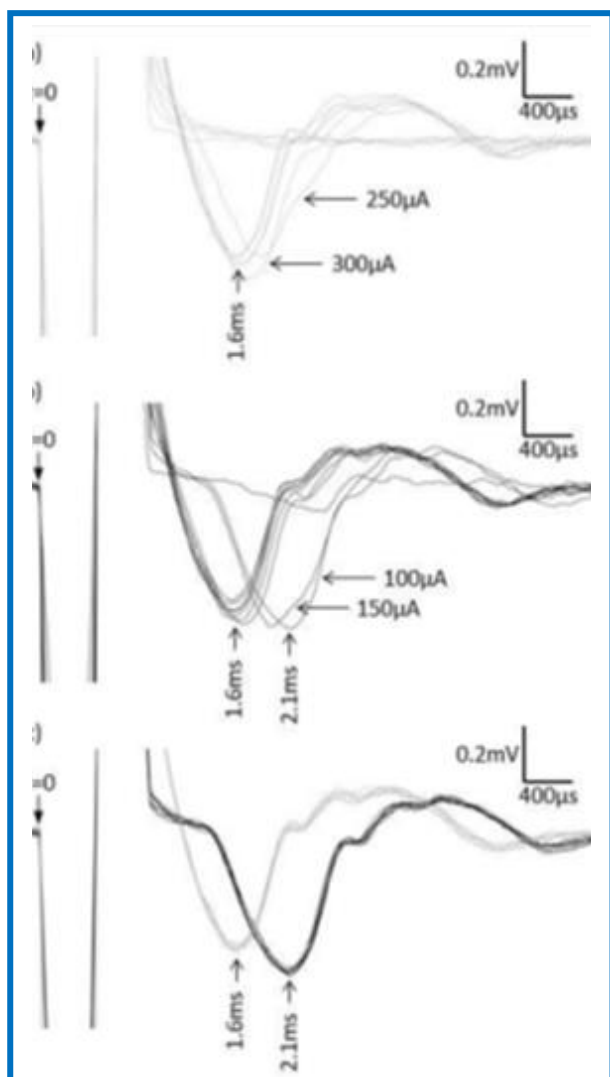 )
=0
0.2mV
400µs
250µA
300µA
1.6ms
)
=0
0.2mV
400µs
100µA
150µA
1.6ms
2.1ms
)
=0
0.2mV
400µs
1.6ms
2.1ms